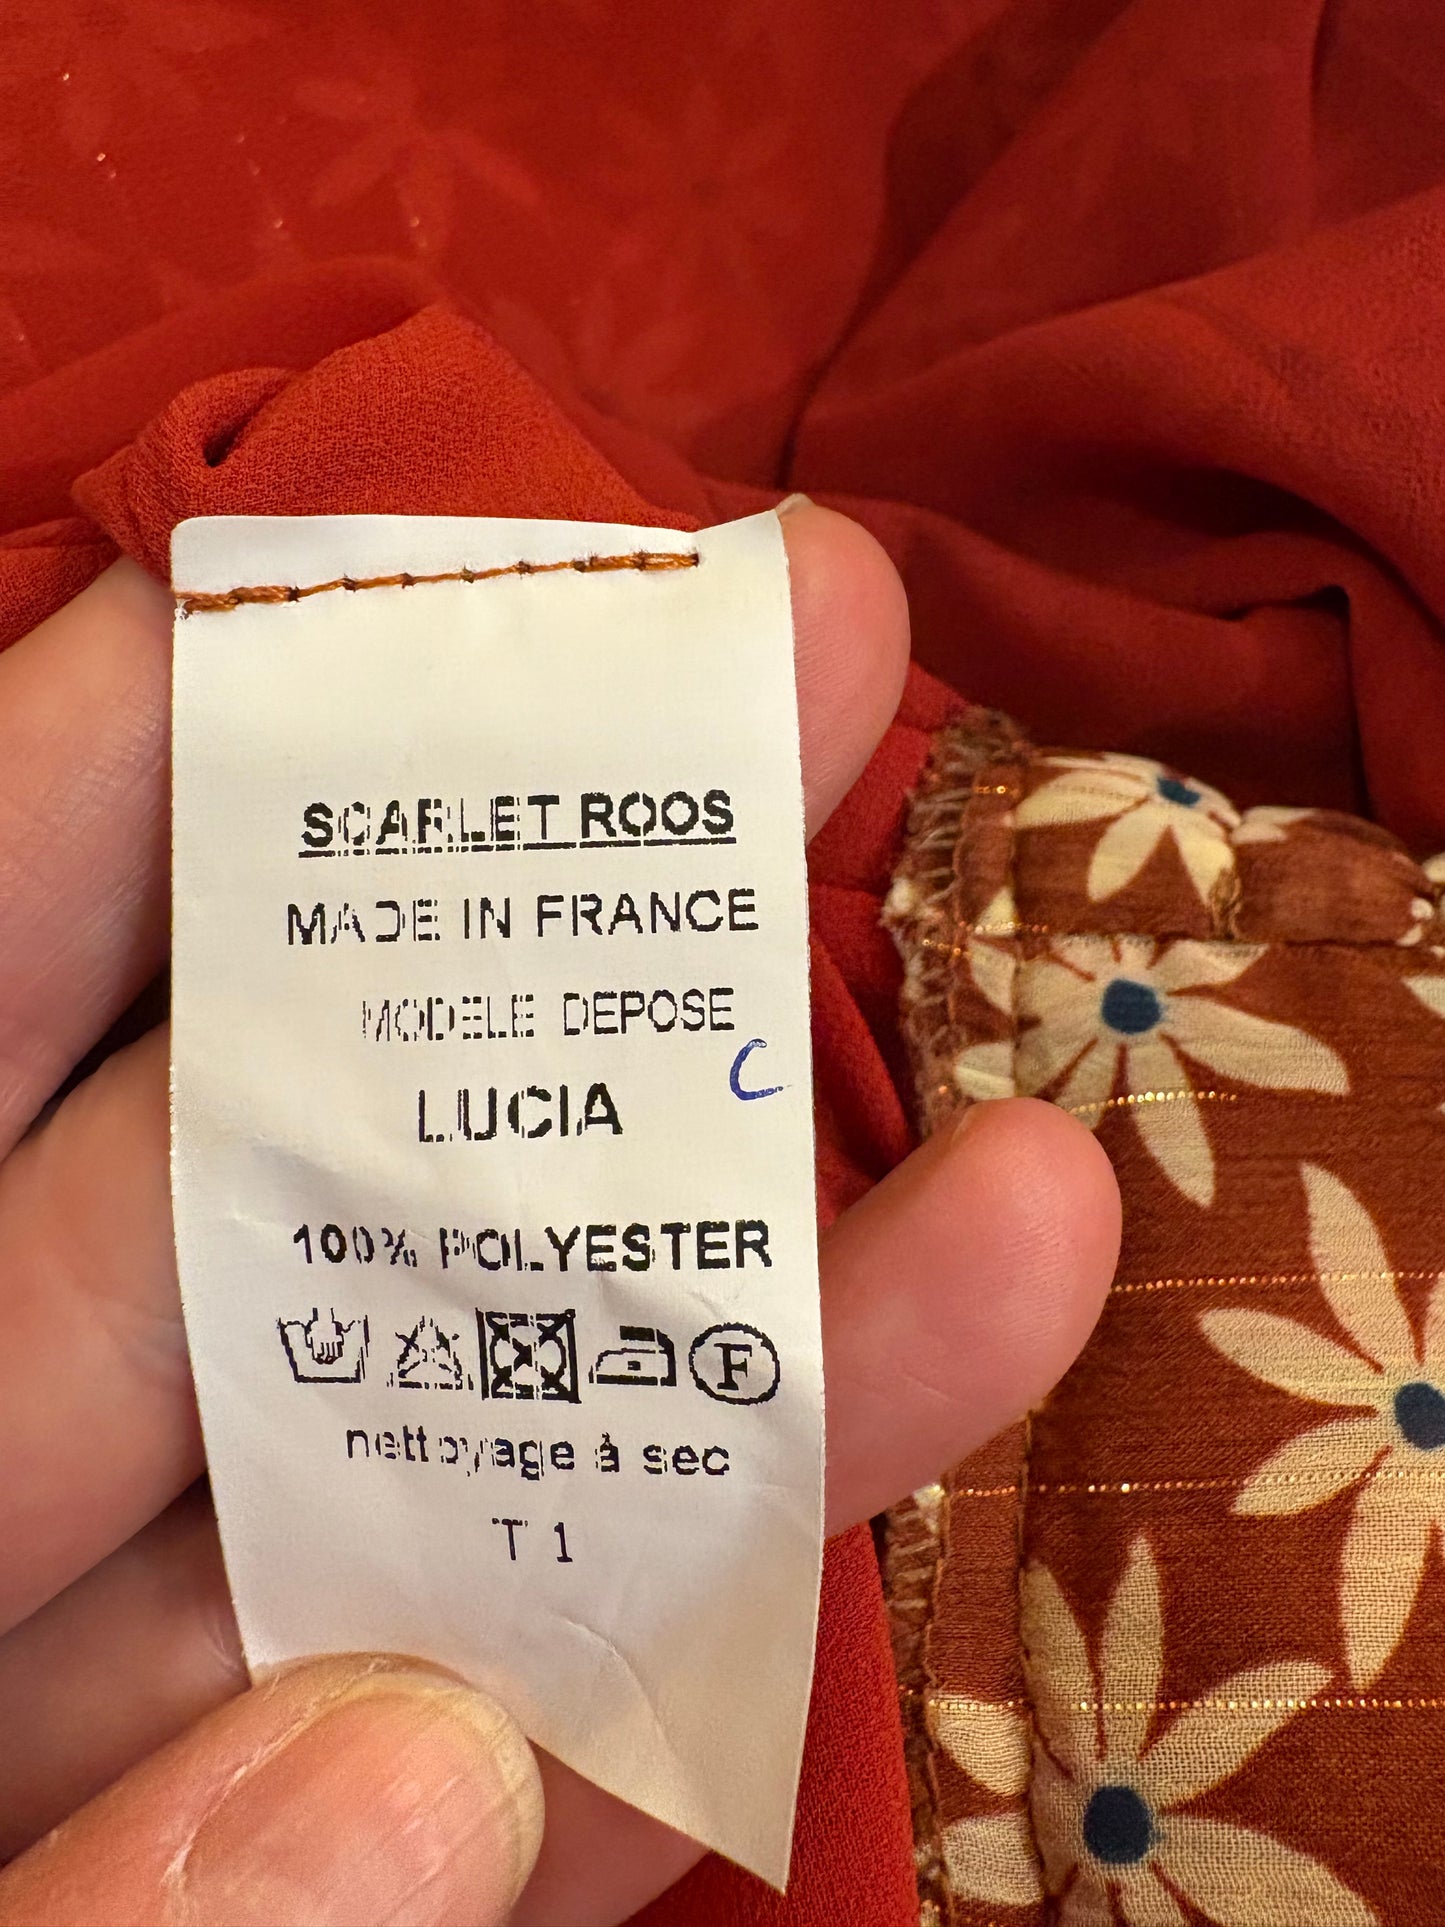 SCARLET ROOS
MADE IN FRANCE
MODELE DEPOSE
C
LUCIA
100% POLYESTER
F
nettoyage à sec
T 1